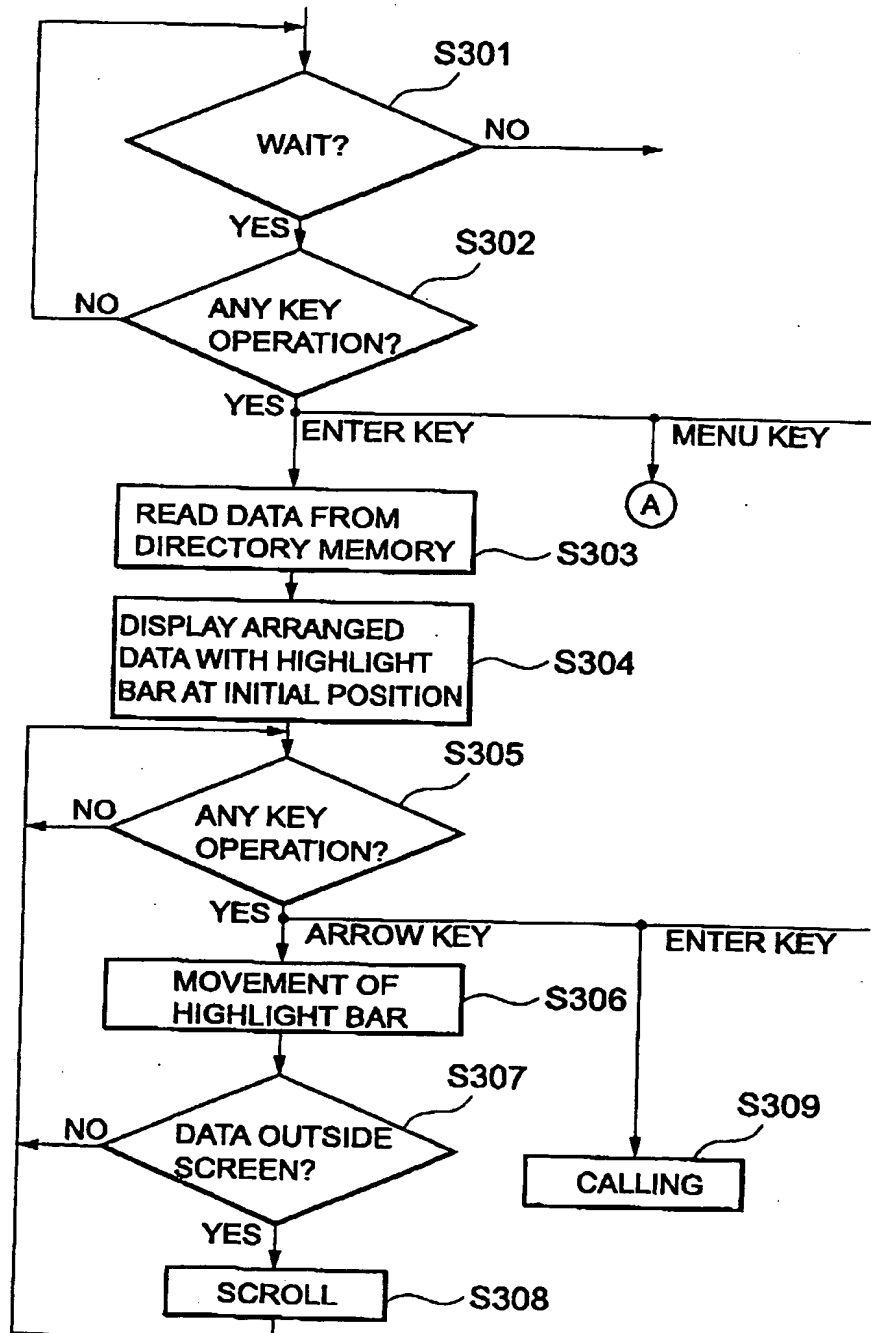 S301
WAIT?
NO
YES
S302
NO
ANY KEY
OPERATION?
YES
ENTER KEY
MENU KEY
A
READ DATA FROM
DIRECTORY MEMORY
S303
DISPLAY ARRANGED
DATA WITH HIGHLIGHT
BAR AT INITIAL POSITION
S304
S305
NO
ANY KEY
OPERATION?
YES
ARROW KEY
ENTER KEY
MOVEMENT OF
HIGHLIGHT BAR
S306
S307
NO
DATA OUTSIDE
SCREEN?
S309
CALLING
YES
SCROLL
S308